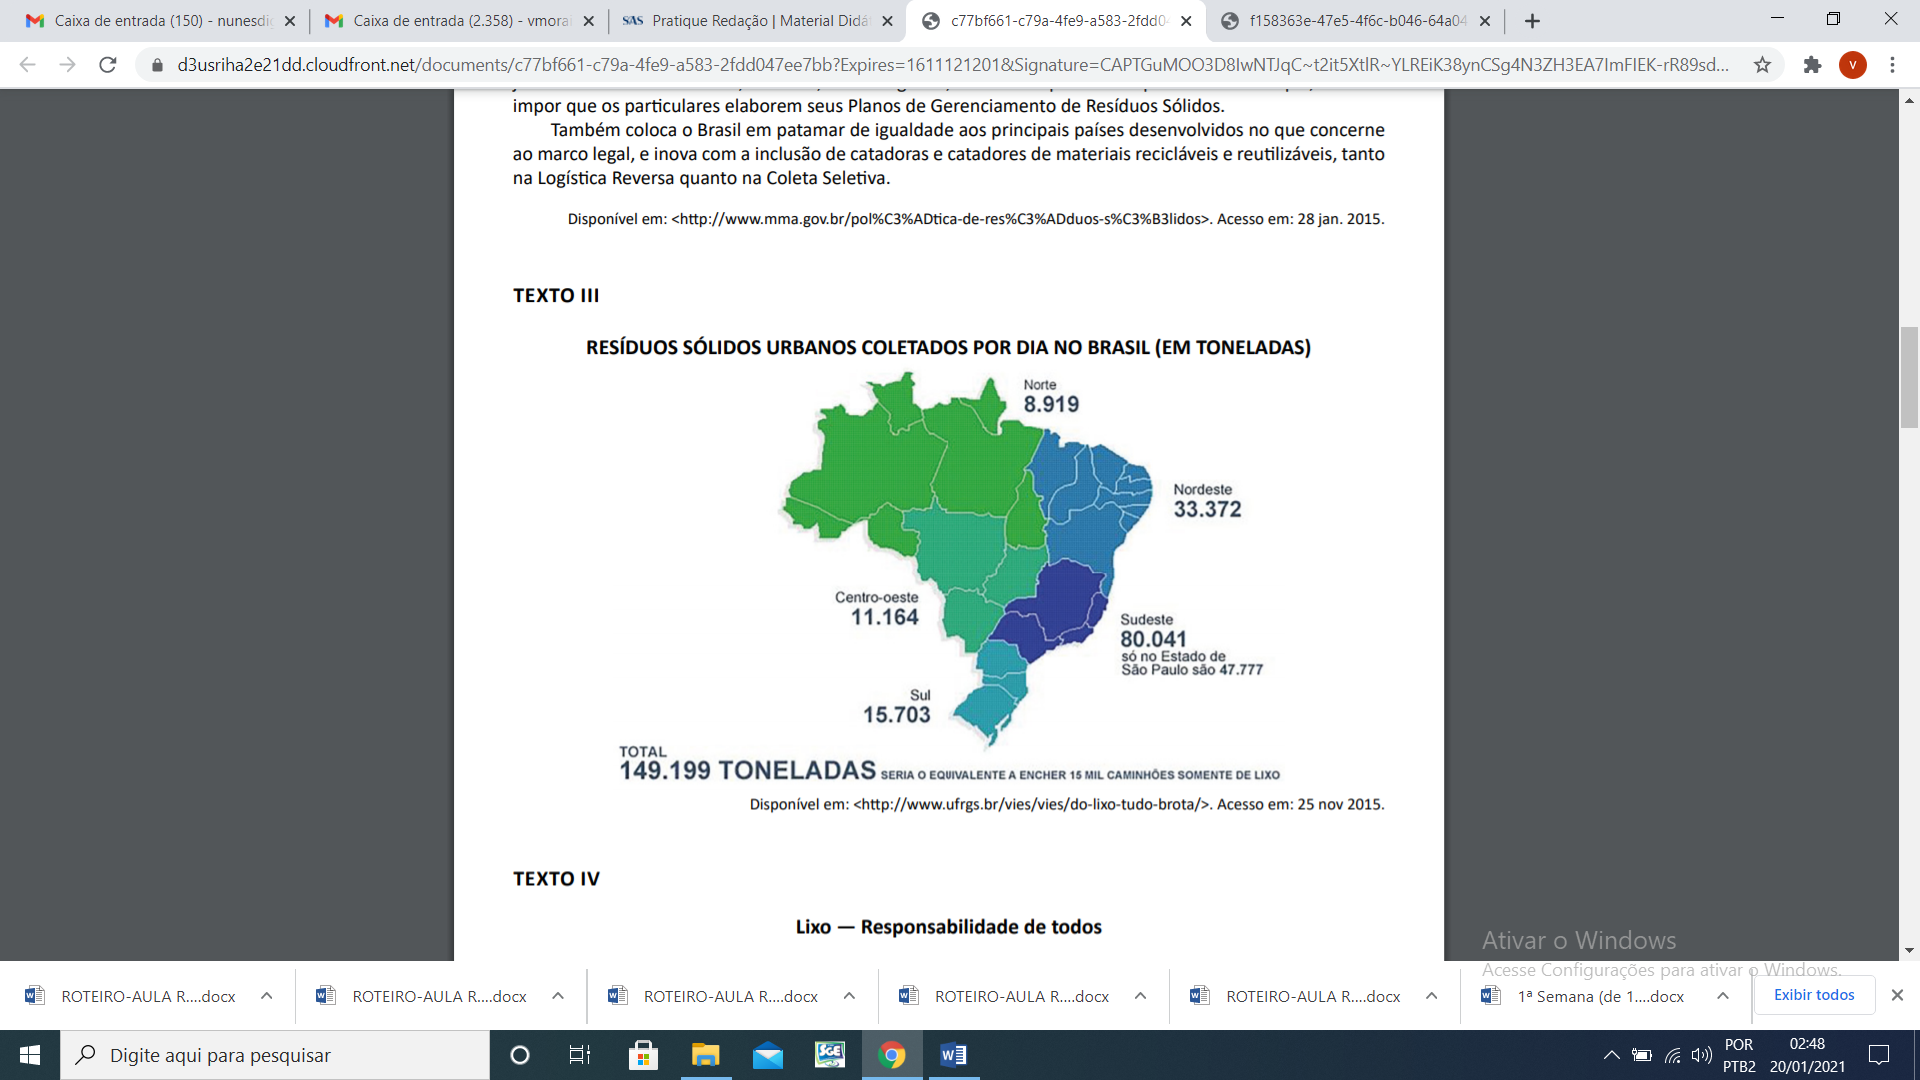 Caixa de entrada (150) - nunesdig
Caixa de entrada (2.358) - vmorai
SAS Pratique Redação | Material Didát
c77bf661-c79a-4fe9-a583-2fdd04
f158363e-47e5-4f6c-b046-64a04
d3usriha2e21dd.cloudfront.net/documents/c77bf661-c79a-4fe9-a583-2fdd047ee7bb?Expires=1611121201&Signature=CAPTGuMOO3D8IwNTJqC~t2it5XtlR~YLREiK38ynCSg4N3ZH3EA7ImFIEK-rR89sd...
V
impor que os particulares elaborem seus Planos de Gerenciamento de Resíduos Sólidos.
Também coloca o Brasil em patamar de igualdade aos principais países desenvolvidos no que concerne
ao marco legal, e inova com a inclusão de catadoras e catadores de materiais recicláveis e reutilizáveis, tanto
na Logística Reversa quanto na Coleta Seletiva.
Disponível em: <http://www.mma.gov.br/pol%C3%ADtica-de-res%C3%ADduos-s%C3%B3lidos>. Acesso em: 28 jan. 2015.
TEXTO III
RESÍDUOS SÓLIDOS URBANOS COLETADOS POR DIA NO BRASIL (EM TONELADAS)
Norte
8.919
Nordeste
33.372
Centro-oeste
11.164
Sudeste
80.041
só no Estado de
São Paulo são 47.777
Sul
15.703
TOTAL
149.199 TONELADAS SERIA O EQUIVALENTE A ENCHER 15 MIL CAMINHÕES SOMENTE DE LIXO
Disponível em: <http://www.ufrgs.br/vies/vies/do-lixo-tudo-brota/>. Acesso em: 25 nov 2015.
TEXTO IV
Lixo — Responsabilidade de todos
Ativar o Windows
Acesse Configurações para ativar o Windows.
ROTEIRO-AULA R....docx
ROTEIRO-AULA R....docx
ROTEIRO-AULA R....docx
ROTEIRO-AULA R....docx
ROTEIRO-AULA R....docx
1ª Semana (de 1....docx
Exibir todos
Digite aqui para pesquisar
SGE
POR
PTB2
02:48
20/01/2021